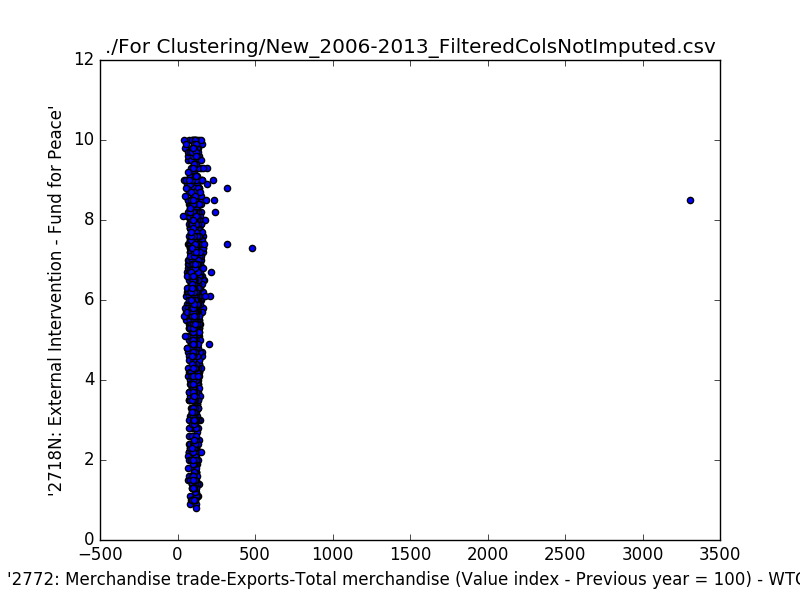 ./For Clustering/New_2006-2013_FilteredColsNotImputed.csv
'2718N: External Intervention - Fund for Peace'
12
10
8
6
4
2
0
−500 0 500 1000 1500 2000 2500 3000 3500
'2772: Merchandise trade-Exports-Total merchandise (Value index - Previous year = 100) - WTO